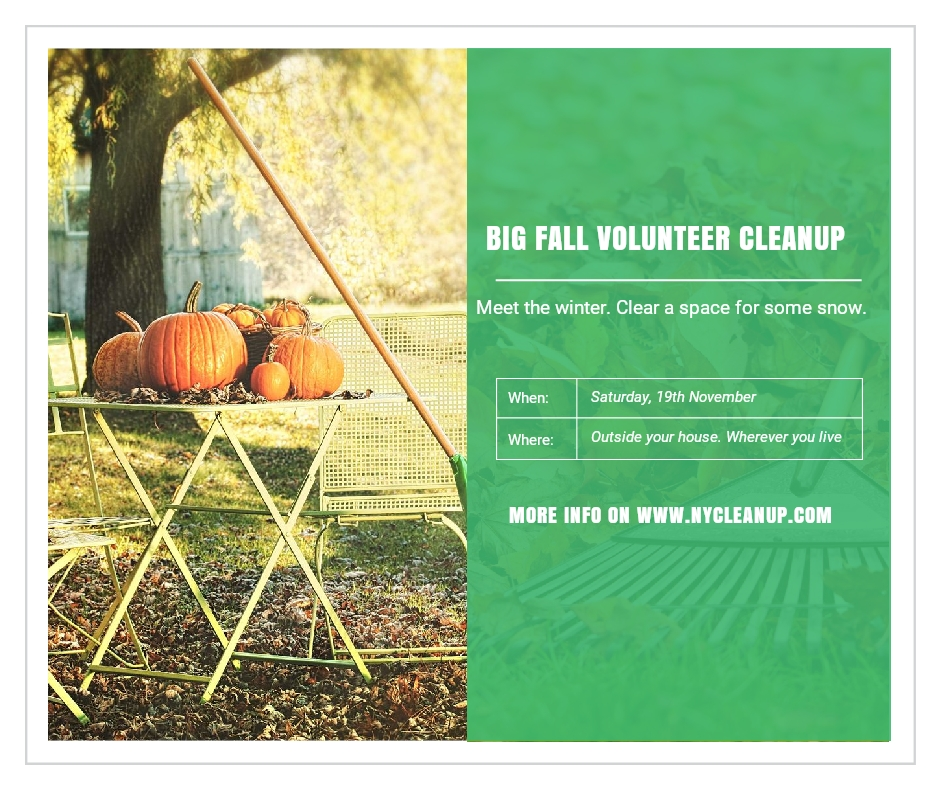 BIG FALL VOLUNTEER CLEANUP
Meet the winter. Clear a space for some snow.
When: Saturday, 19th November
Where: Outside your house. Wherever you live
MORE INFO ON WWW.NYCLEANUP.COM